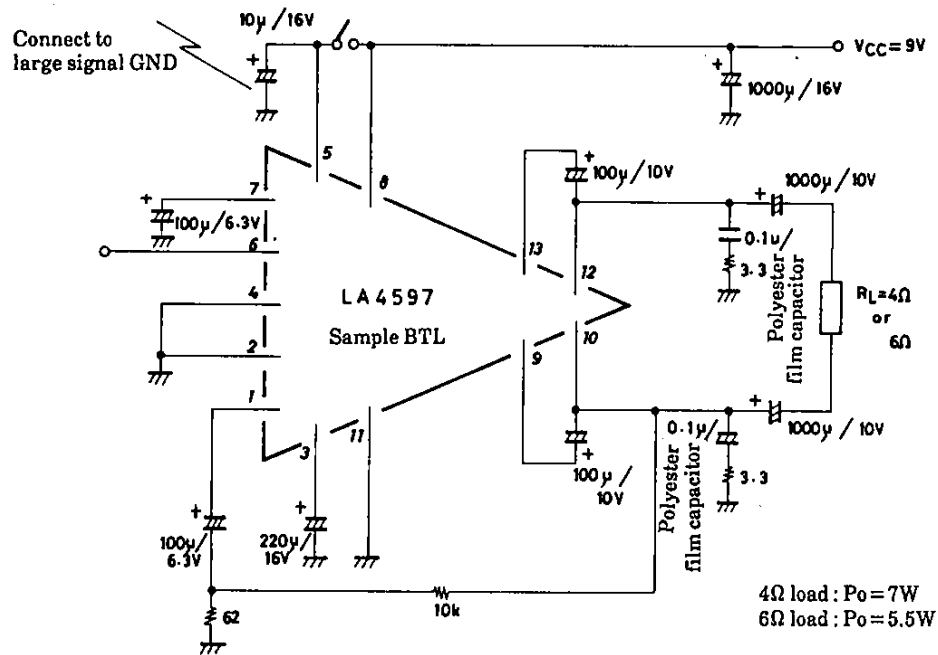 10μ/16V
Connect to
large signal GND
+
VCC=9V
+
1000μ/16V
5
8
7
+
100μ/6.3V
6
4
2
1
LA4597
Sample BTL
13
+
100μ/10V
12
10
9
+
1000μ/10V
0.1μ/
Polyester
film capacitor
3.3
RL=4Ω
or
6Ω
3
11
+
100μ/
10V
0.1μ/
Polyester
film capacitor
3.3
+
1000μ/10V
+
100μ/
6.3V
+
220μ/
16V
62
10k
4Ω load : Po=7W
6Ω load : Po=5.5W